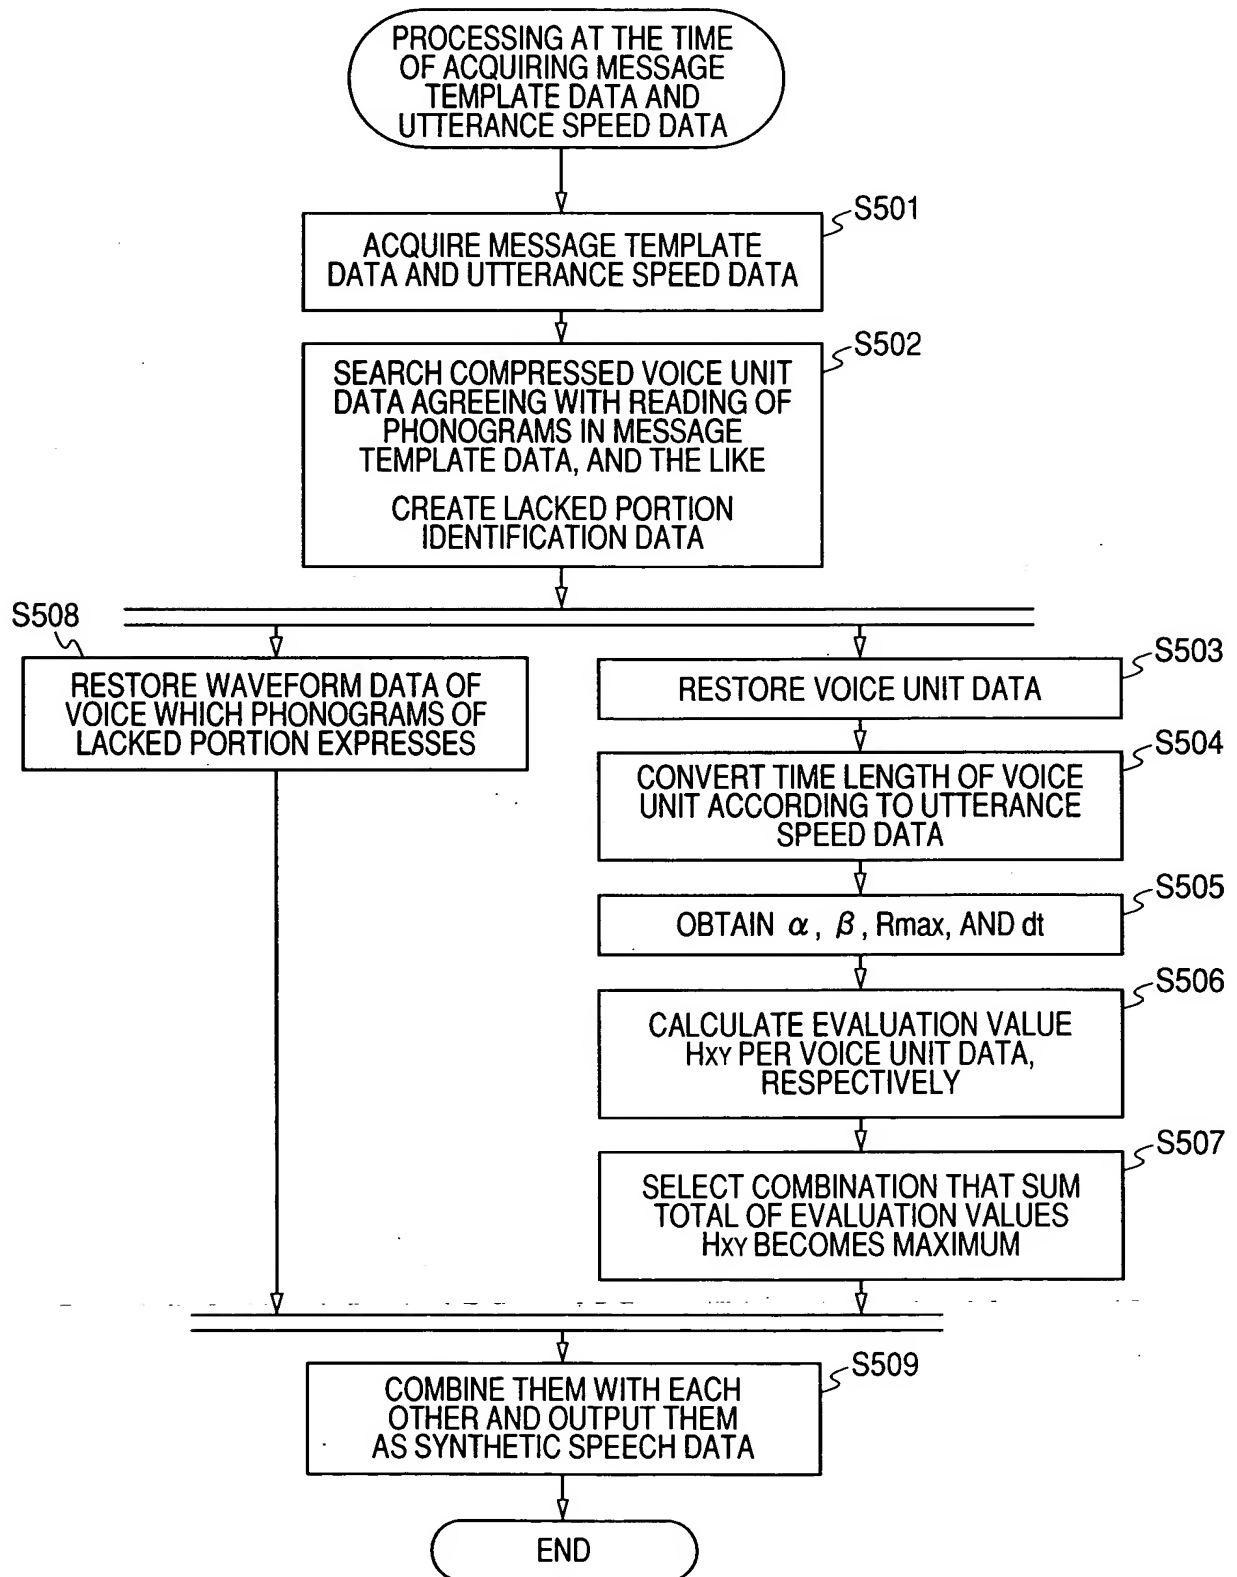 PROCESSING AT THE TIME
OF ACQUIRING MESSAGE
TEMPLATE DATA AND
UTTERANCE SPEED DATA
S501
ACQUIRE MESSAGE TEMPLATE
DATA AND UTTERANCE SPEED DATA
S502
SEARCH COMPRESSED VOICE UNIT
DATA AGREEING WITH READING OF
PHONOGRAMS IN MESSAGE
TEMPLATE DATA, AND THE LIKE
CREATE LACKED PORTION
IDENTIFICATION DATA
S508
RESTORE WAVEFORM DATA OF
VOICE WHICH PHONOGRAMS OF
LACKED PORTION EXPRESSES
S503
RESTORE VOICE UNIT DATA
S504
CONVERT TIME LENGTH OF VOICE
UNIT ACCORDING TO UTTERANCE
SPEED DATA
S505
OBTAIN α, β, Rmax, AND dt
S506
CALCULATE EVALUATION VALUE
HXY PER VOICE UNIT DATA,
RESPECTIVELY
S507
SELECT COMBINATION THAT SUM
TOTAL OF EVALUATION VALUES
HXY BECOMES MAXIMUM
S509
COMBINE THEM WITH EACH
OTHER AND OUTPUT THEM
AS SYNTHETIC SPEECH DATA
END